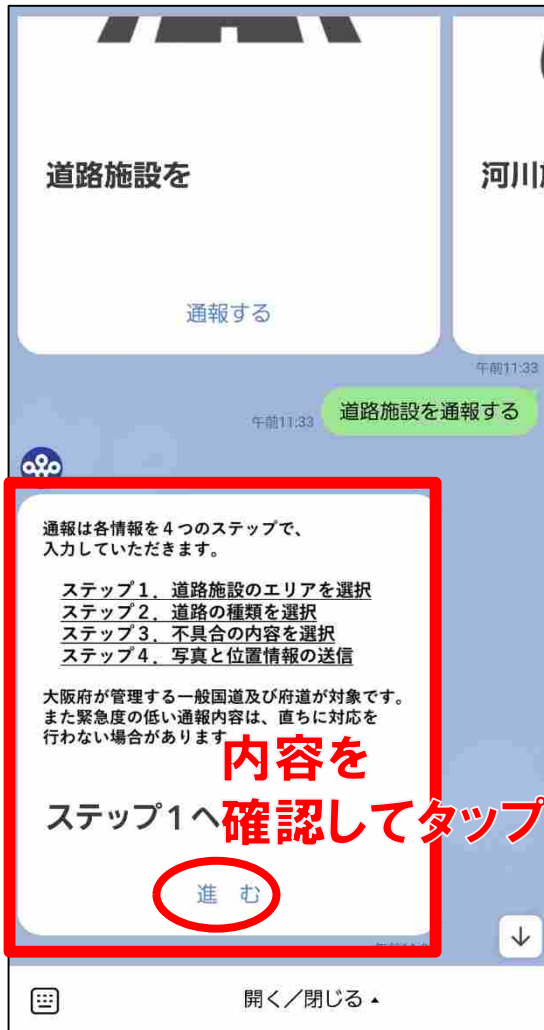 道路施設を
河川
通報する
午前11:33
午前11:33
道路施設を通報する
通報は各情報を4つのステップで、
入力していただきます。
ステップ1．道路施設のエリアを選択
ステップ2．道路の種類を選択
ステップ3．不具合の内容を選択
ステップ4．写真と位置情報の送信
大阪府が管理する一般国道及び府道が対象です。
また緊急度の低い通報内容は、直ちに対応を
行わない場合があります
内容を
確認してタップ
ステップ1へ
進 む
開く／閉じる